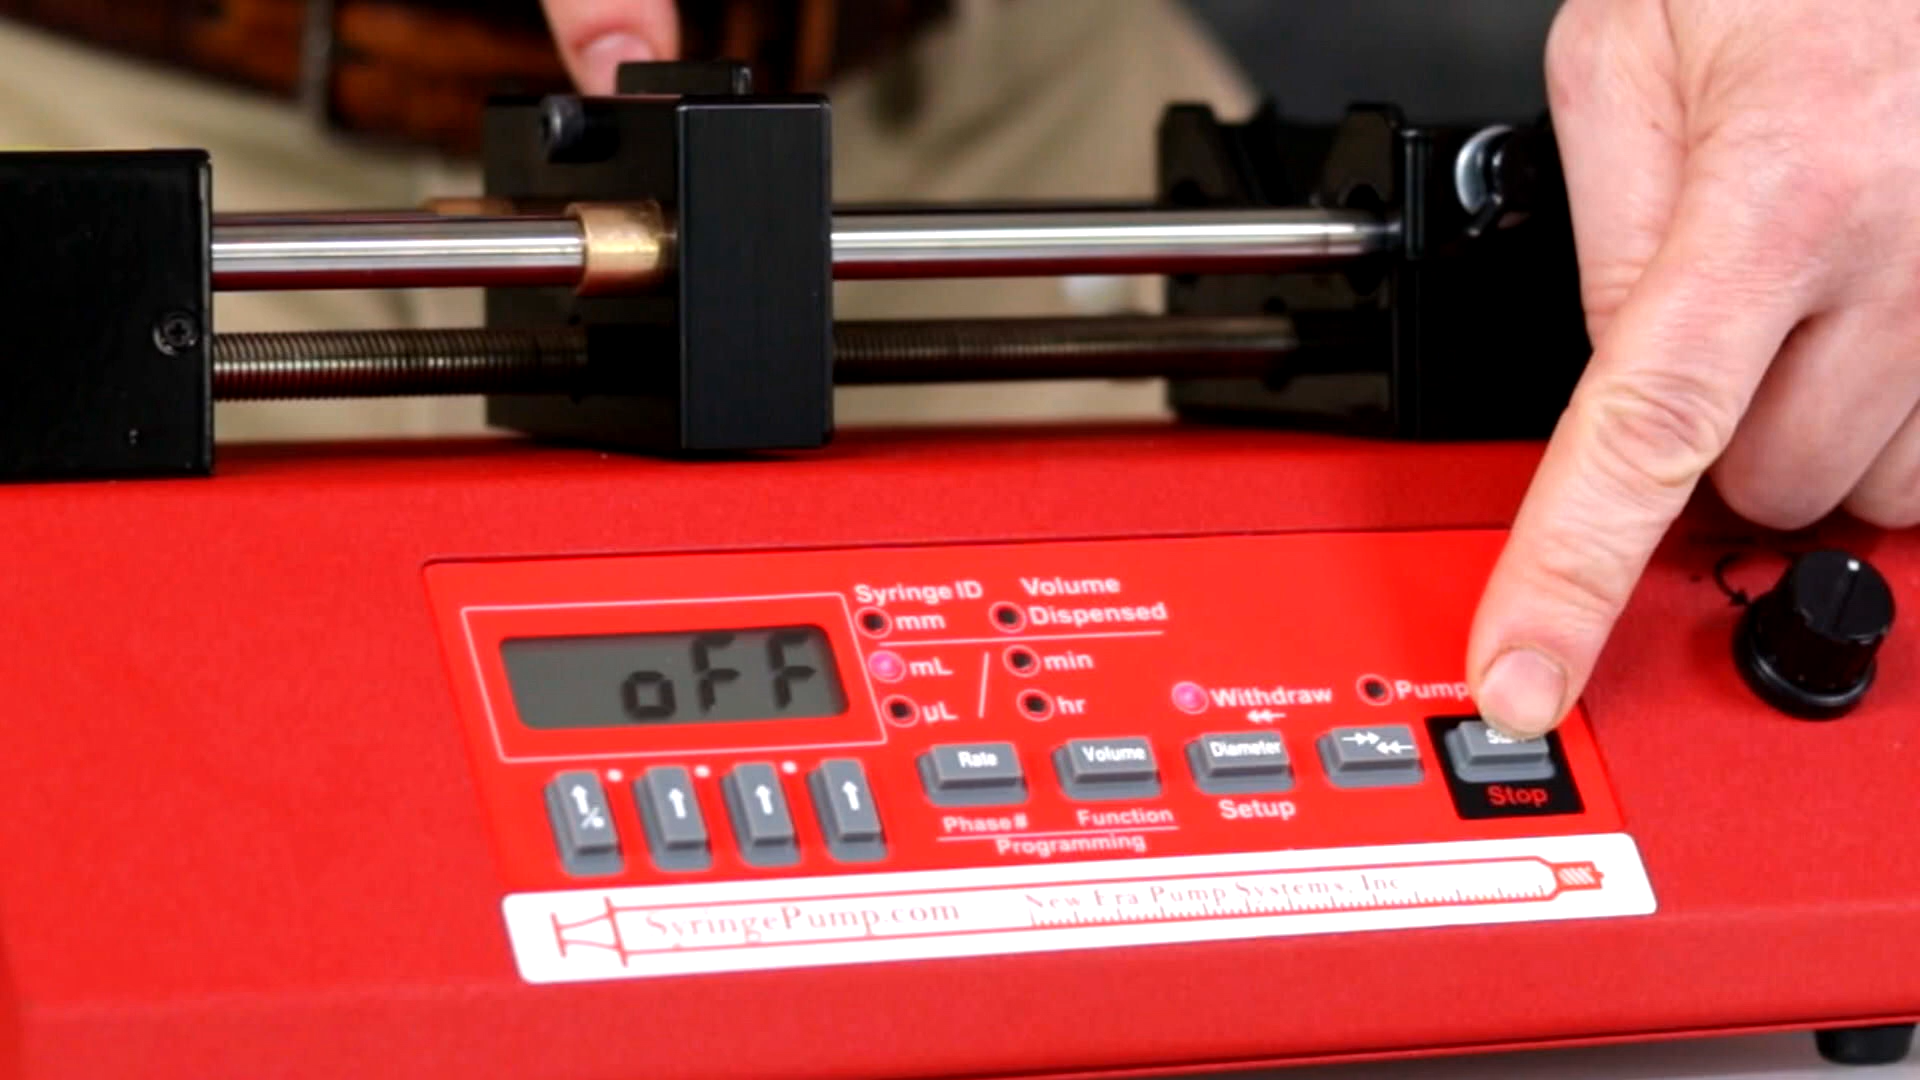 Syringe ID Volume
mm Dispensed
oFF
mL / min
µL hr
Withdraw Pump
Rate Volume Diameter
Stop
Phase # Function Setup
Programming
SyringePump.com New Era Pump Systems, Inc